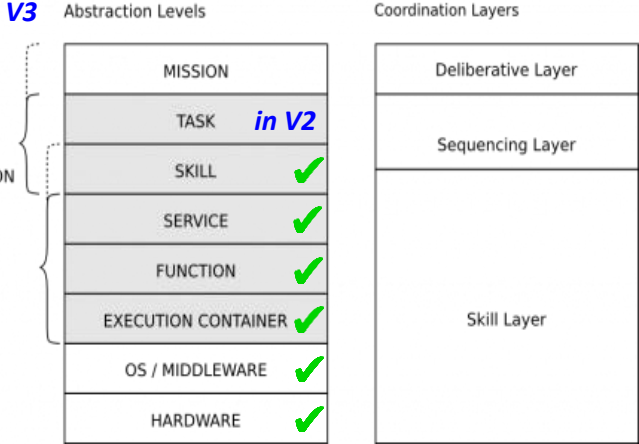 V3 Abstraction Levels
Coordination Layers
MISSION
Deliberative Layer
TASK in V2
Sequencing Layer
SKILL
ON
SERVICE
FUNCTION
EXECUTION CONTAINER
Skill Layer
OS / MIDDLEWARE
HARDWARE